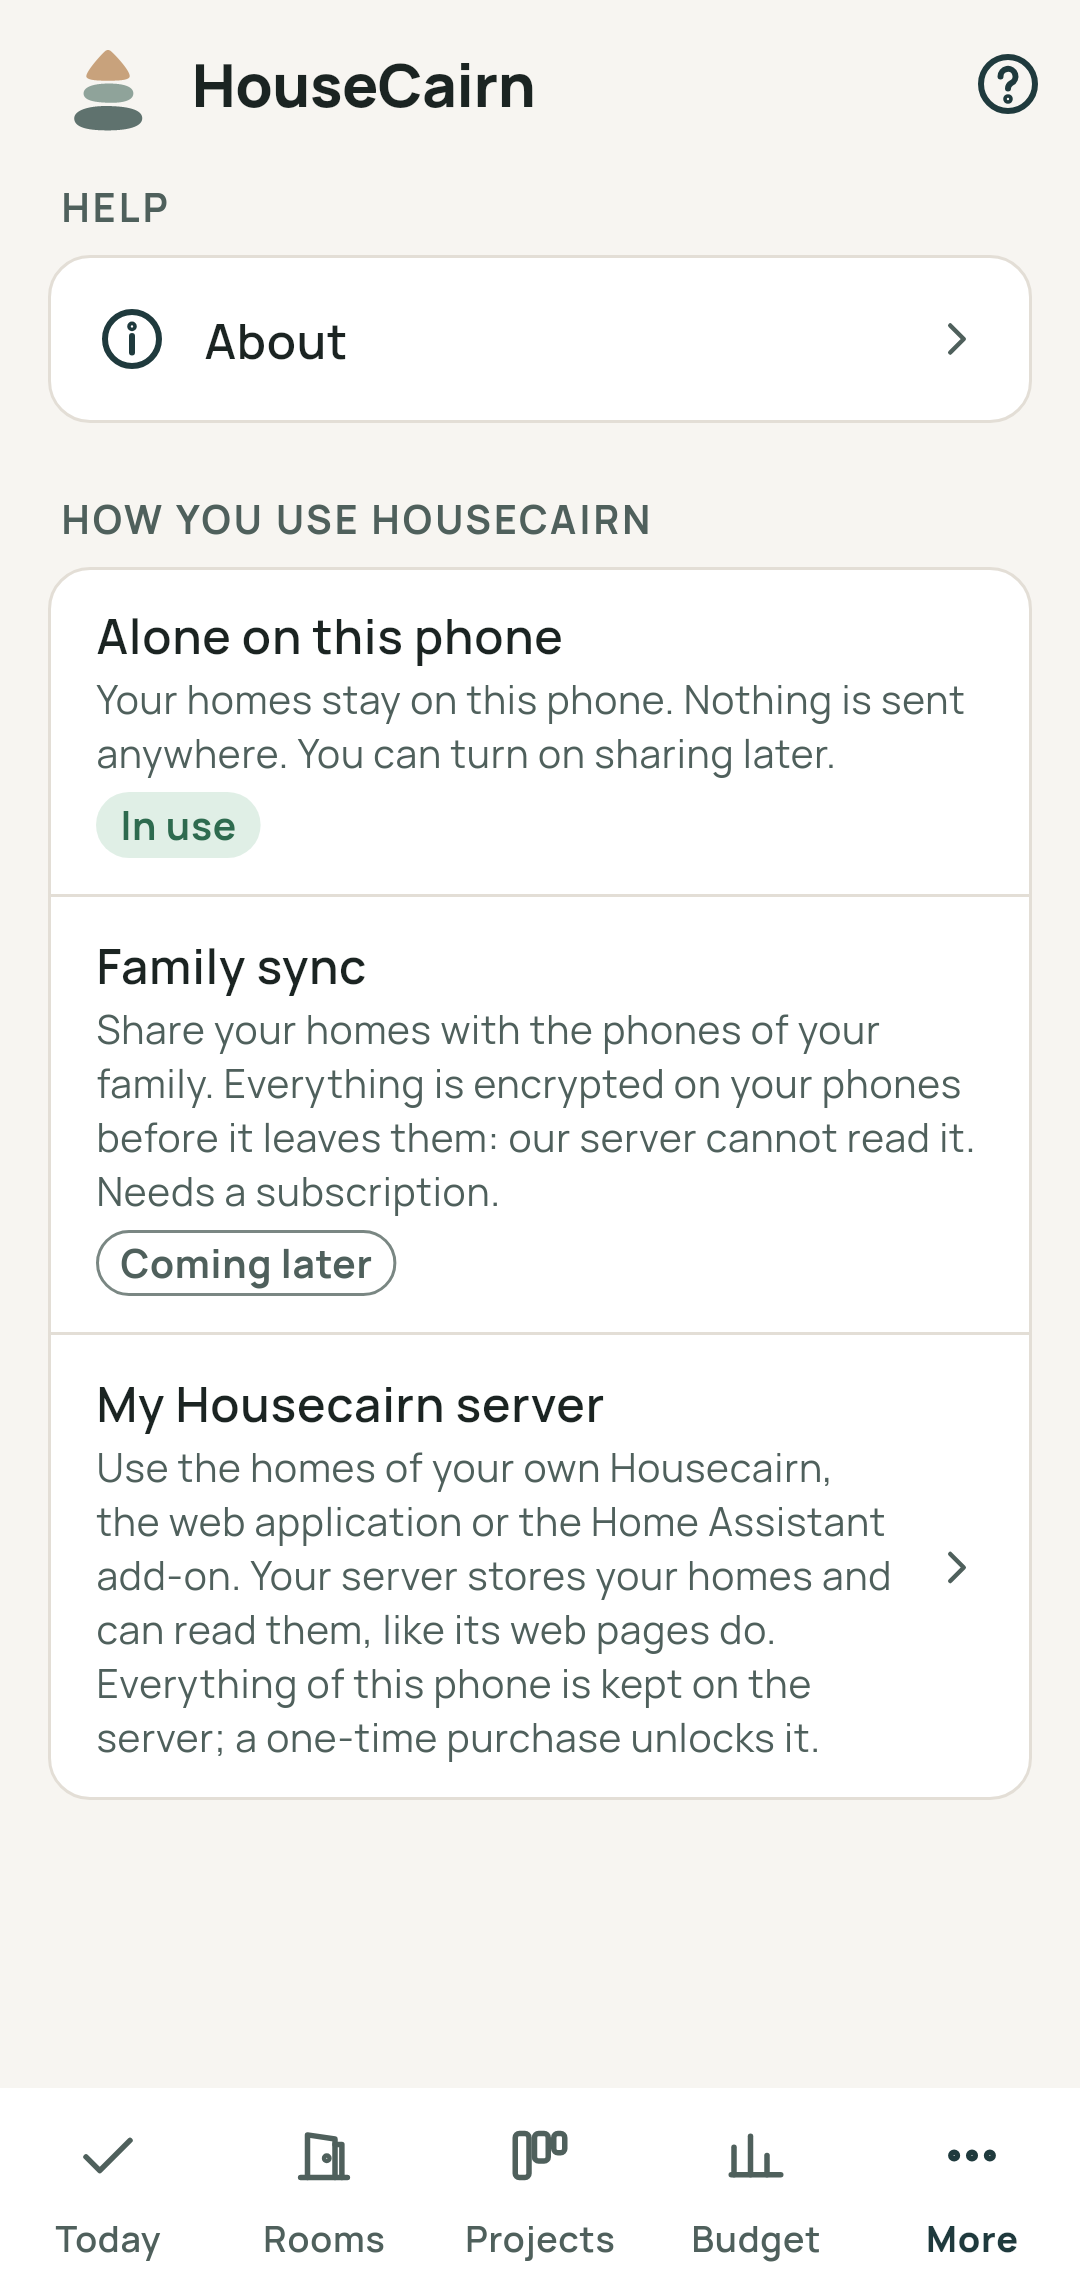 HouseCairn
HELP
About
HOW YOU USE HOUSECAIRN
Alone on this phone
Your homes stay on this phone. Nothing is sent
anywhere. You can turn on sharing later.
In use
Family sync
Share your homes with the phones of your
family. Everything is encrypted on your phones
before it leaves them: our server cannot read it.
Needs a subscription.
Coming later
My Housecairn server
Use the homes of your own Housecairn,
the web application or the Home Assistant
add-on. Your server stores your homes and
can read them, like its web pages do.
Everything of this phone is kept on the
server; a one-time purchase unlocks it.
Today
Rooms
Projects
Budget
More